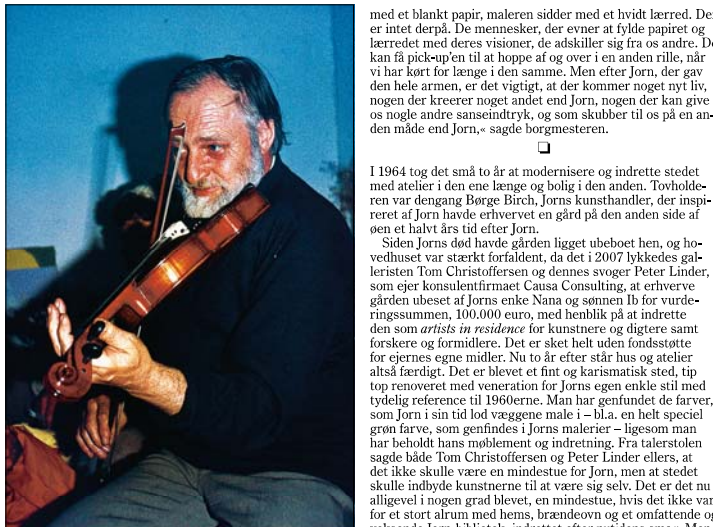 med et blankt papir, maleren sidder med et hvidt lærred. Der
er intet derpå. De mennesker, der evner at fylde papiret og
lærredet med deres visioner, de adskiller sig fra os andre. De
kan få pick-up'en til at hoppe af og over i en anden rille, når
vi har kørt for længe i den samme. Men efter Jorn, der gav
den hele armen, er det vigtigt, at der kommer noget nyt liv,
nogen der kreerer noget andet end Jorn, nogen der kan give
os nogle andre sanseindtryk, og som skubber til os på en an-
den måde end Jorn,« sagde borgmesteren.
I 1964 tog det små to år at modernisere og indrette stedet
med atelier i den ene længe og bolig i den anden. Tovholde-
ren var dengang Børge Birch, Jorns kunsthandler, der inspi-
reret af Jorn havde erhvervet en gård på den anden side af
øen et halvt års tid efter Jorn.
Siden Jorns død havde gården ligget ubeboet hen, og ho-
vedhuset var stærkt forfaldent, da det i 2007 lykkedes gal-
leristen Tom Christoffersen og dennes svoger Peter Linder,
som ejer konsulentfirmaet Causa Consulting, at erhverve
gården ubeset af Jorns enke Nana og sønnen Ib for vurde-
ringssummen, 100.000 euro, med henblik på at indrette
den som artists in residence for kunstnere og digtere samt
forskere og formidlere. Det er sket helt uden fondsstøtte
for ejernes egne midler. Nu to år efter står hus og atelier
altså færdigt. Det er blevet et fint og karismatisk sted, tip
top renoveret med veneration for Jorns egen enkle stil med
tydelig reference til 1960erne. Man har genfundet de farver,
som Jorn i sin tid lod væggene male i – bl.a. en helt speciel
grøn farve, som genfindes i Jorns malerier – ligesom man
har beholdt hans møblement og indretning. Fra talerstolen
sagde både Tom Christoffersen og Peter Linder ellers, at
det ikke skulle være en mindestue for Jorn, men at stedet
skulle indbyde kunstnerne til at være sig selv. Det er det nu
alligevel i nogen grad blevet, en mindestue, hvis det ikke var
for et stort alrum med hems, brændeovn og et omfattende og